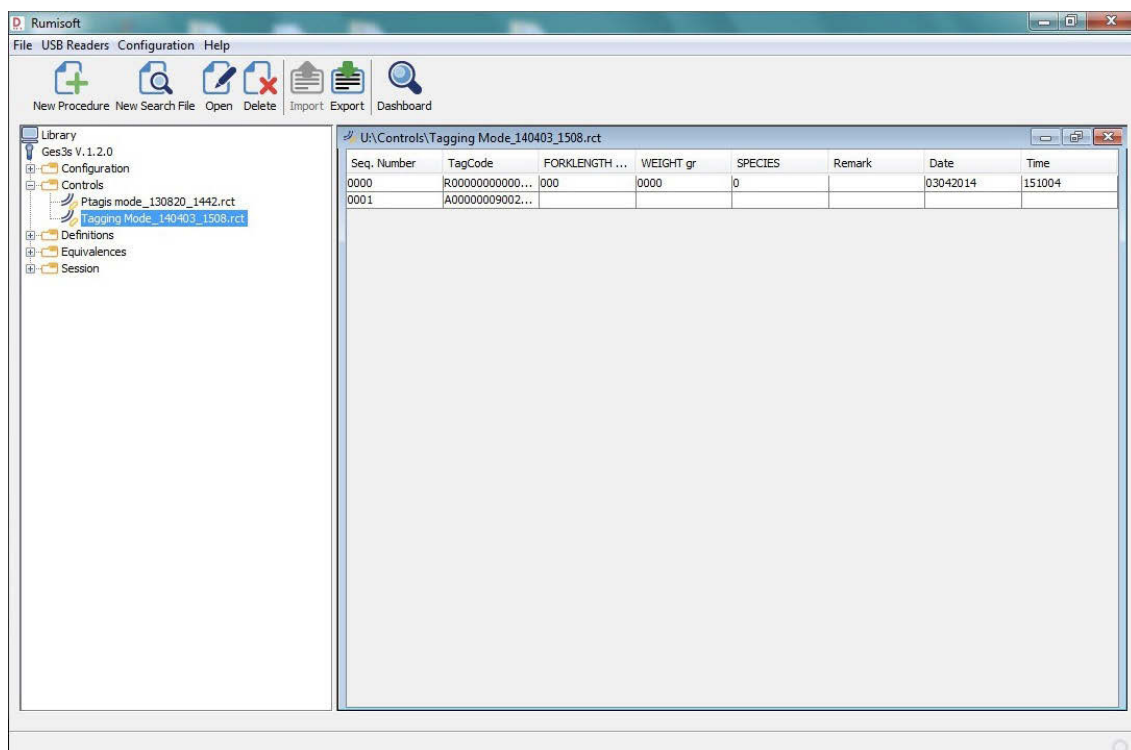 Rumisoft
File USB Readers Configuration Help
New Procedure New Search File Open Delete Import Export Dashboard
Library
Ges3s V.1.2.0
Configuration
Controls
Ptagis mode_130820_1442.rct
Tagging Mode_140403_1508.rct
Definitions
Equivalences
Session
U:\Controls\Tagging Mode_140403_1508.rct
Seq. Number TagCode FORKLENGTH ... WEIGHT gr SPECIES Remark Date Time
0000 R00000000000... 000 0000 0 03042014 151004
0001 A00000009002...